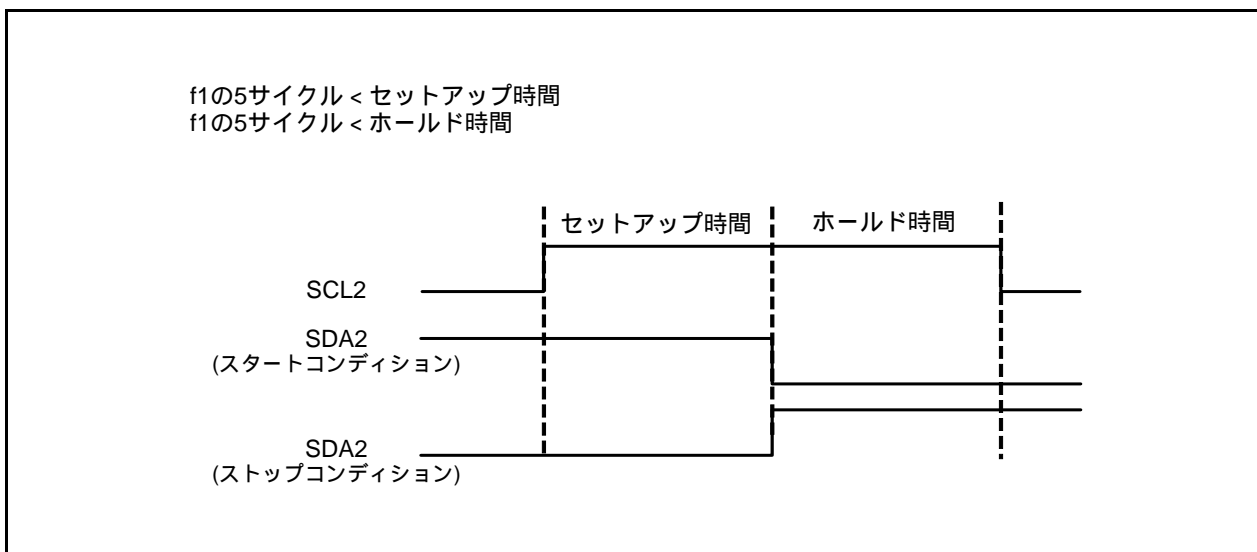 f1の5サイクル < セットアップ時間
f1の5サイクル < ホールド時間
セットアップ時間 ホールド時間
SCL2
SDA2
(スタートコンディション)
SDA2
(ストップコンディション)